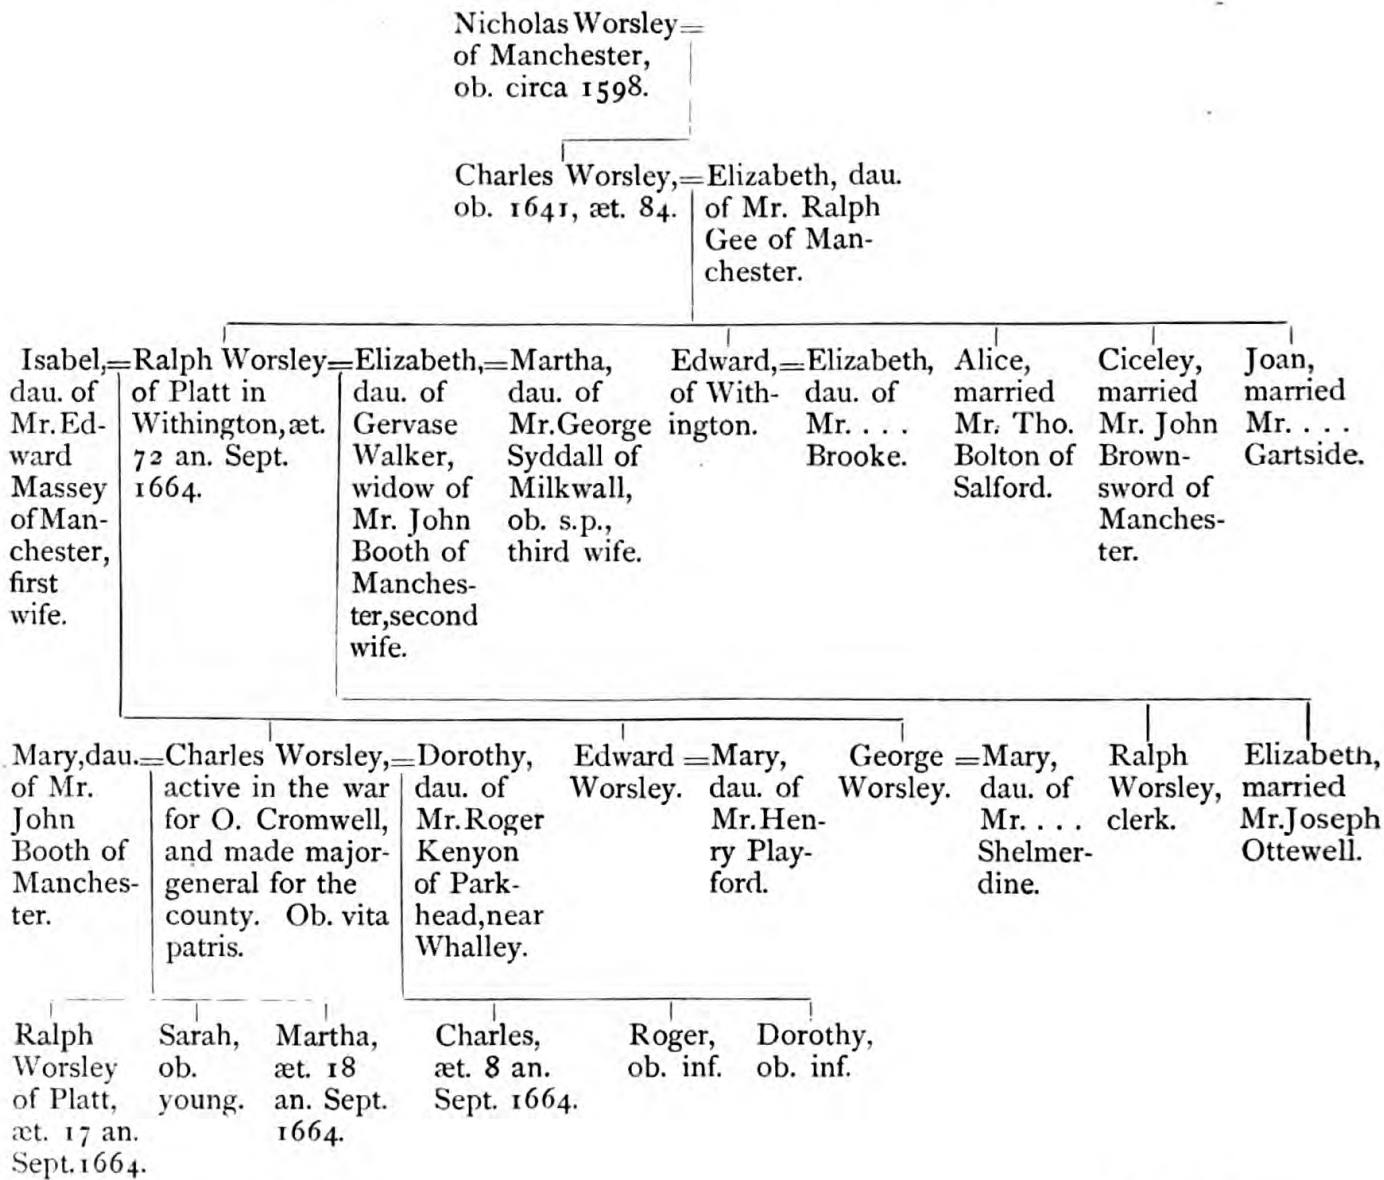 Nicholas Worsley=
of Manchester,
ob. circa 1598.
Charles Worsley,=Elizabeth, dau.
ob. 1641, æt. 84. of Mr. Ralph
Gee of Man-
chester.
Isabel,=
dau. of
Mr. Ed-
ward
Massey
of Man-
chester,
first
wife.
Ralph Worsley=
of Platt in
Withington, æt.
72 an. Sept.
1664.
Elizabeth,=
dau. of
Gervase
Walker,
widow of
Mr. John
Booth of
Manches-
ter,second
wife.
Martha,
dau. of
Mr.George
Syddall of
Milkwall,
ob. s.p.,
third wife.
Edward,=
of With-
ington.
Elizabeth,
dau. of
Mr. . . .
Brooke.
Alice,
married
Mr. Tho.
Bolton of
Salford.
Ciceley,
married
Mr. John
Brown-
sword of
Manches-
ter.
Joan,
married
Mr. . . .
Gartside.
Mary,dau.=
of Mr.
John
Booth of
Manches-
ter.
Charles Worsley,=
active in the war
for O. Cromwell,
and made major-
general for the
county. Ob. vita
patris.
Dorothy,
dau. of
Mr.Roger
Kenyon
of Park-
head,near
Whalley.
Edward =
Worsley.
Mary,
dau. of
Mr.Hen-
ry Play-
ford.
George =
Worsley.
Mary,
dau. of
Mr. . . .
Shelmer-
dine.
Ralph
Worsley,
clerk.
Elizabeth,
married
Mr.Joseph
Ottewell.
Ralph
Worsley
of Platt,
æt. 17 an.
Sept. 1664.
Sarah,
ob.
young.
Martha,
æt. 18
an. Sept.
1664.
Charles,
æt. 8 an.
Sept. 1664.
Roger,
ob. inf.
Dorothy,
ob. inf.